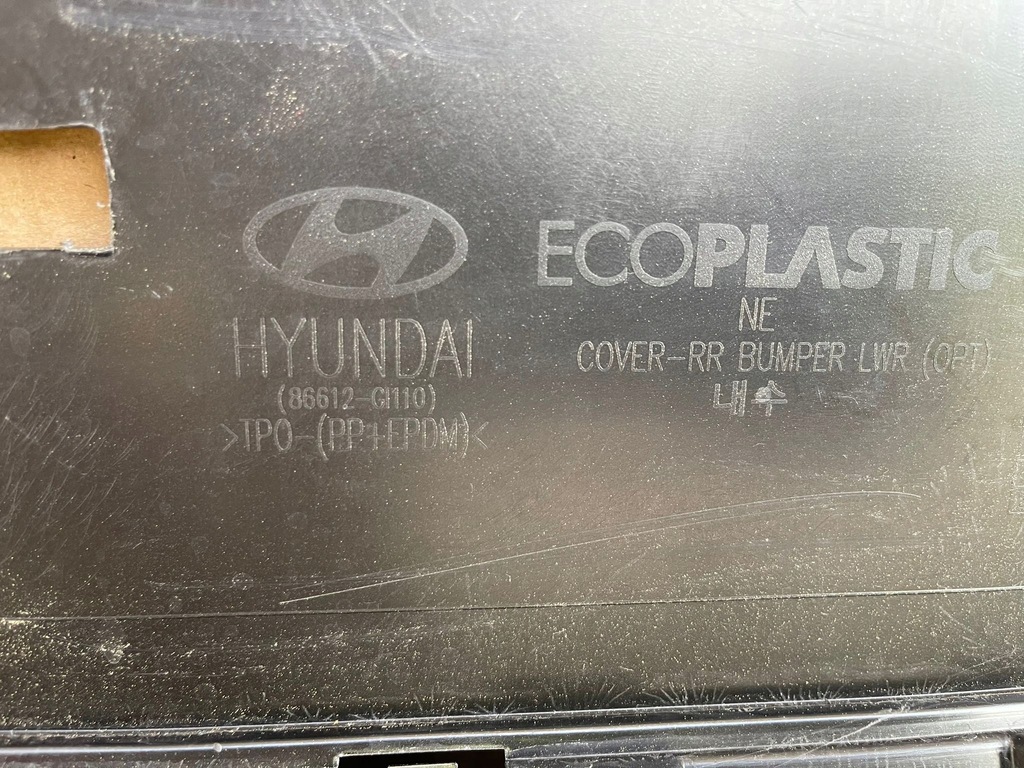 HYUNDAI
(86612-GI110)
>TPO-(PP+EPDM)<
ECOPLASTIC
NE
COVER-RR BUMPER LWR (OPT)
내수